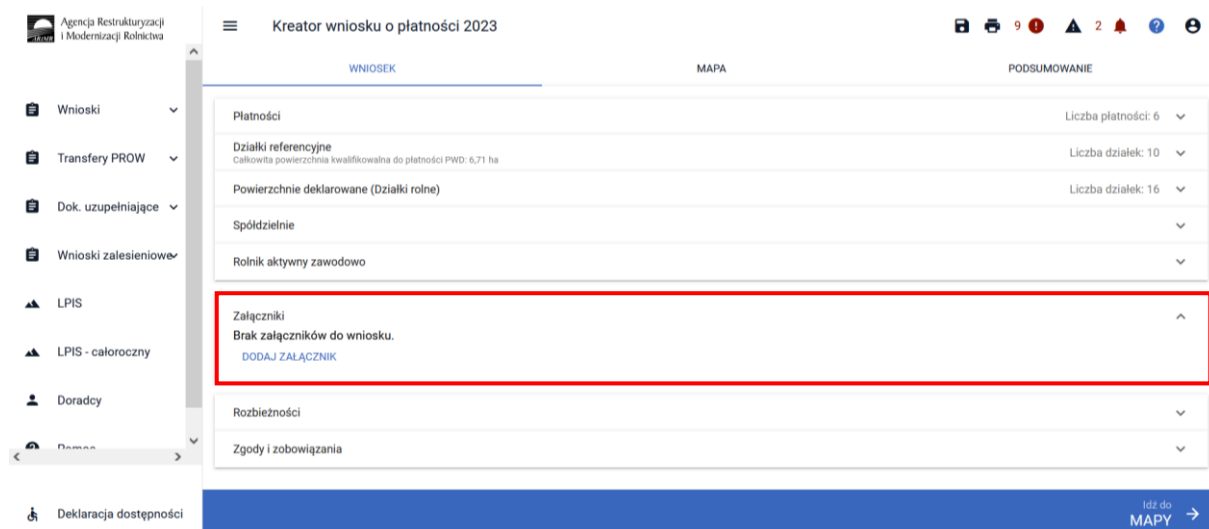 Agencja Restrukturyzacji
i Modernizacji Rolnictwa
ARiMR
Kreator wniosku o płatności 2023
9
2
WNIOSEK
MAPA
PODSUMOWANIE
Wnioski
Transfery PROW
Dok. uzupełniające
Wnioski zalesieniowe
LPIS
LPIS - całoroczny
Doradcy
Pomoc
Deklaracja dostępności
Płatności
Liczba płatności: 6
Działki referencyjne
Całkowita powierzchnia kwalifikowalna do płatności PWD: 6,71 ha
Liczba działek: 10
Powierzchnie deklarowane (Działki rolne)
Liczba działek: 16
Spółdzielnie
Rolnik aktywny zawodowo
Załączniki
Brak załączników do wniosku.
DODAJ ZAŁĄCZNIK
Rozbieżności
Zgody i zobowiązania
Idź do
MAPY